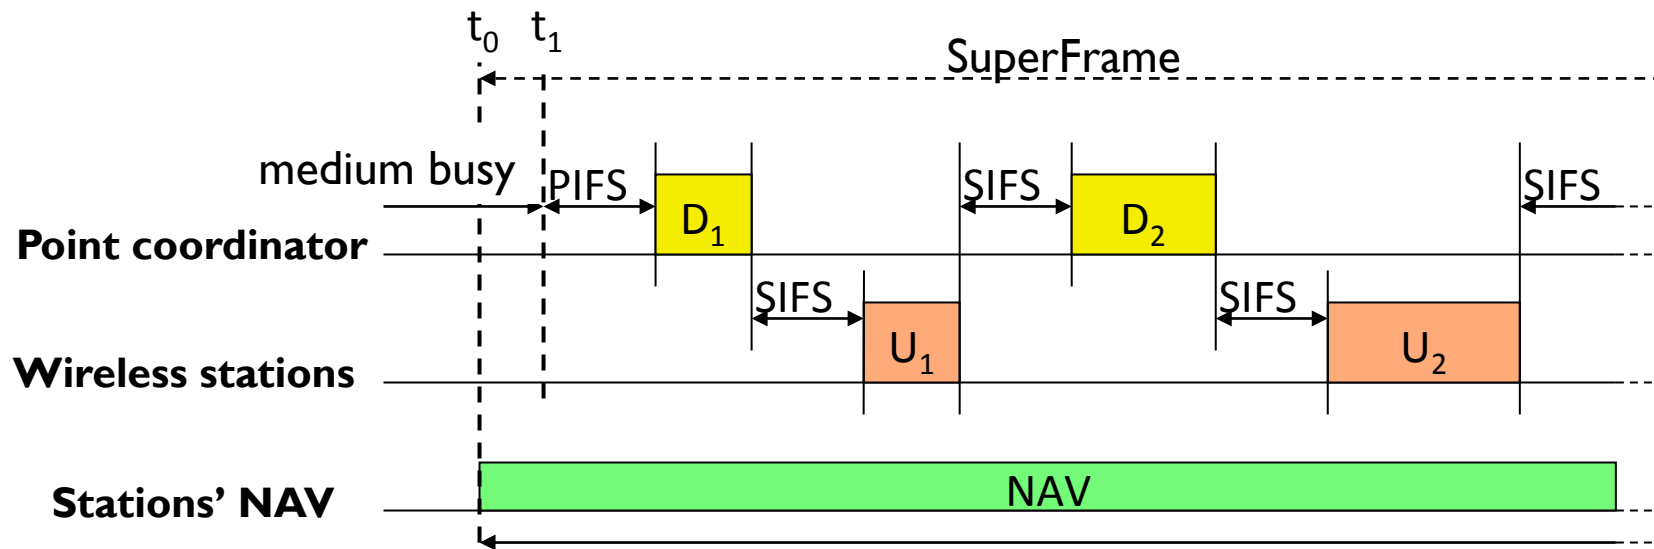 t₀ t₁
SuperFrame
medium busy
PIFS
SIFS
SIFS
D₁
D₂
Point coordinator
SIFS
SIFS
U₁
U₂
Wireless stations
NAV
Stations' NAV